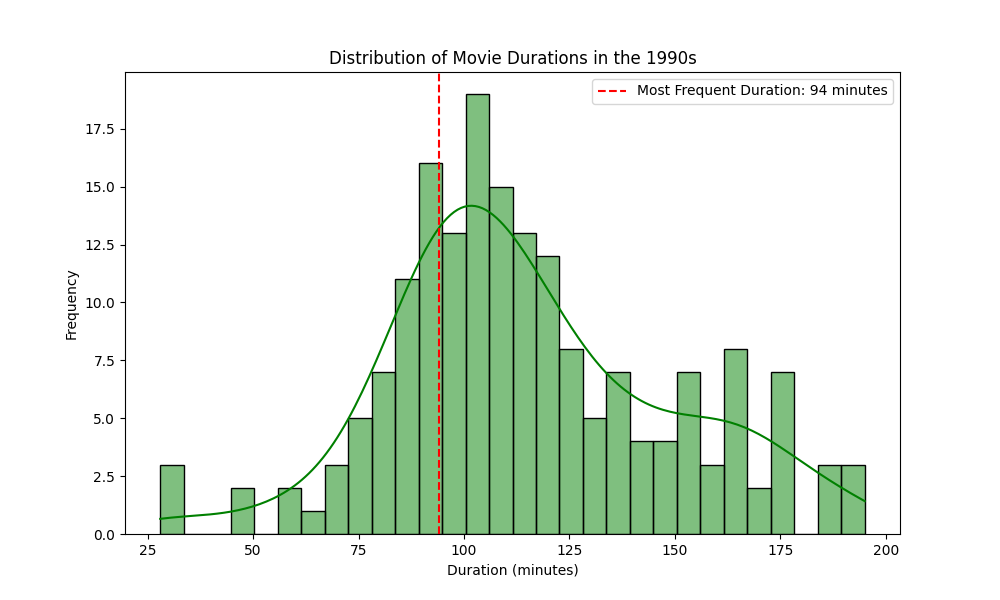 Distribution of Movie Durations in the 1990s
Most Frequent Duration: 94 minutes
17.5
15.0
12.5
10.0
7.5
5.0
2.5
0.0
Frequency
25 50 75 100 125 150 175 200
Duration (minutes)